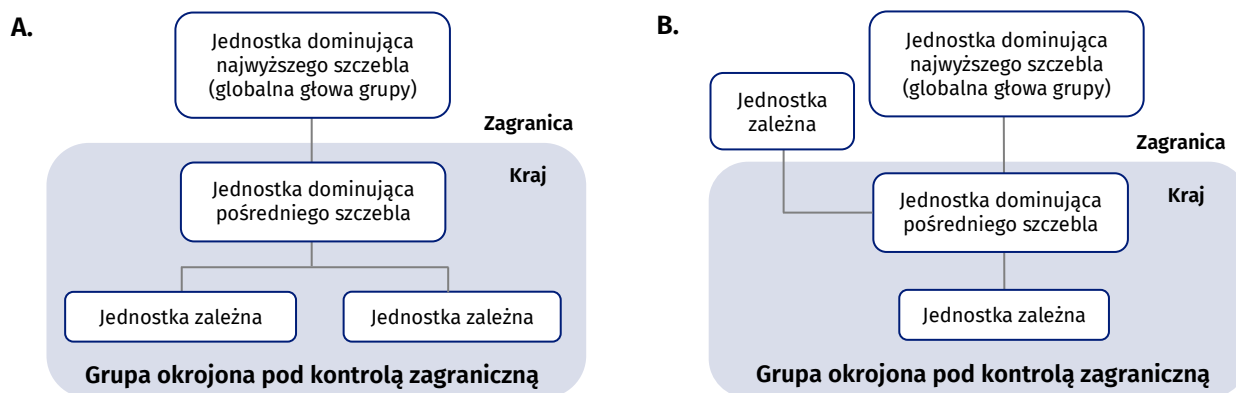 A.
Jednostka dominująca
najwyższego szczebla
(globalna głowa grupy)
Zagranica
Kraj
Jednostka dominująca
pośredniego szczebla
Jednostka zależna
Jednostka zależna
Grupa okrojona pod kontrolą zagraniczną
B.
Jednostka dominująca
najwyższego szczebla
(globalna głowa grupy)
Jednostka
zależna
Zagranica
Kraj
Jednostka dominująca
pośredniego szczebla
Jednostka zależna
Grupa okrojona pod kontrolą zagraniczną